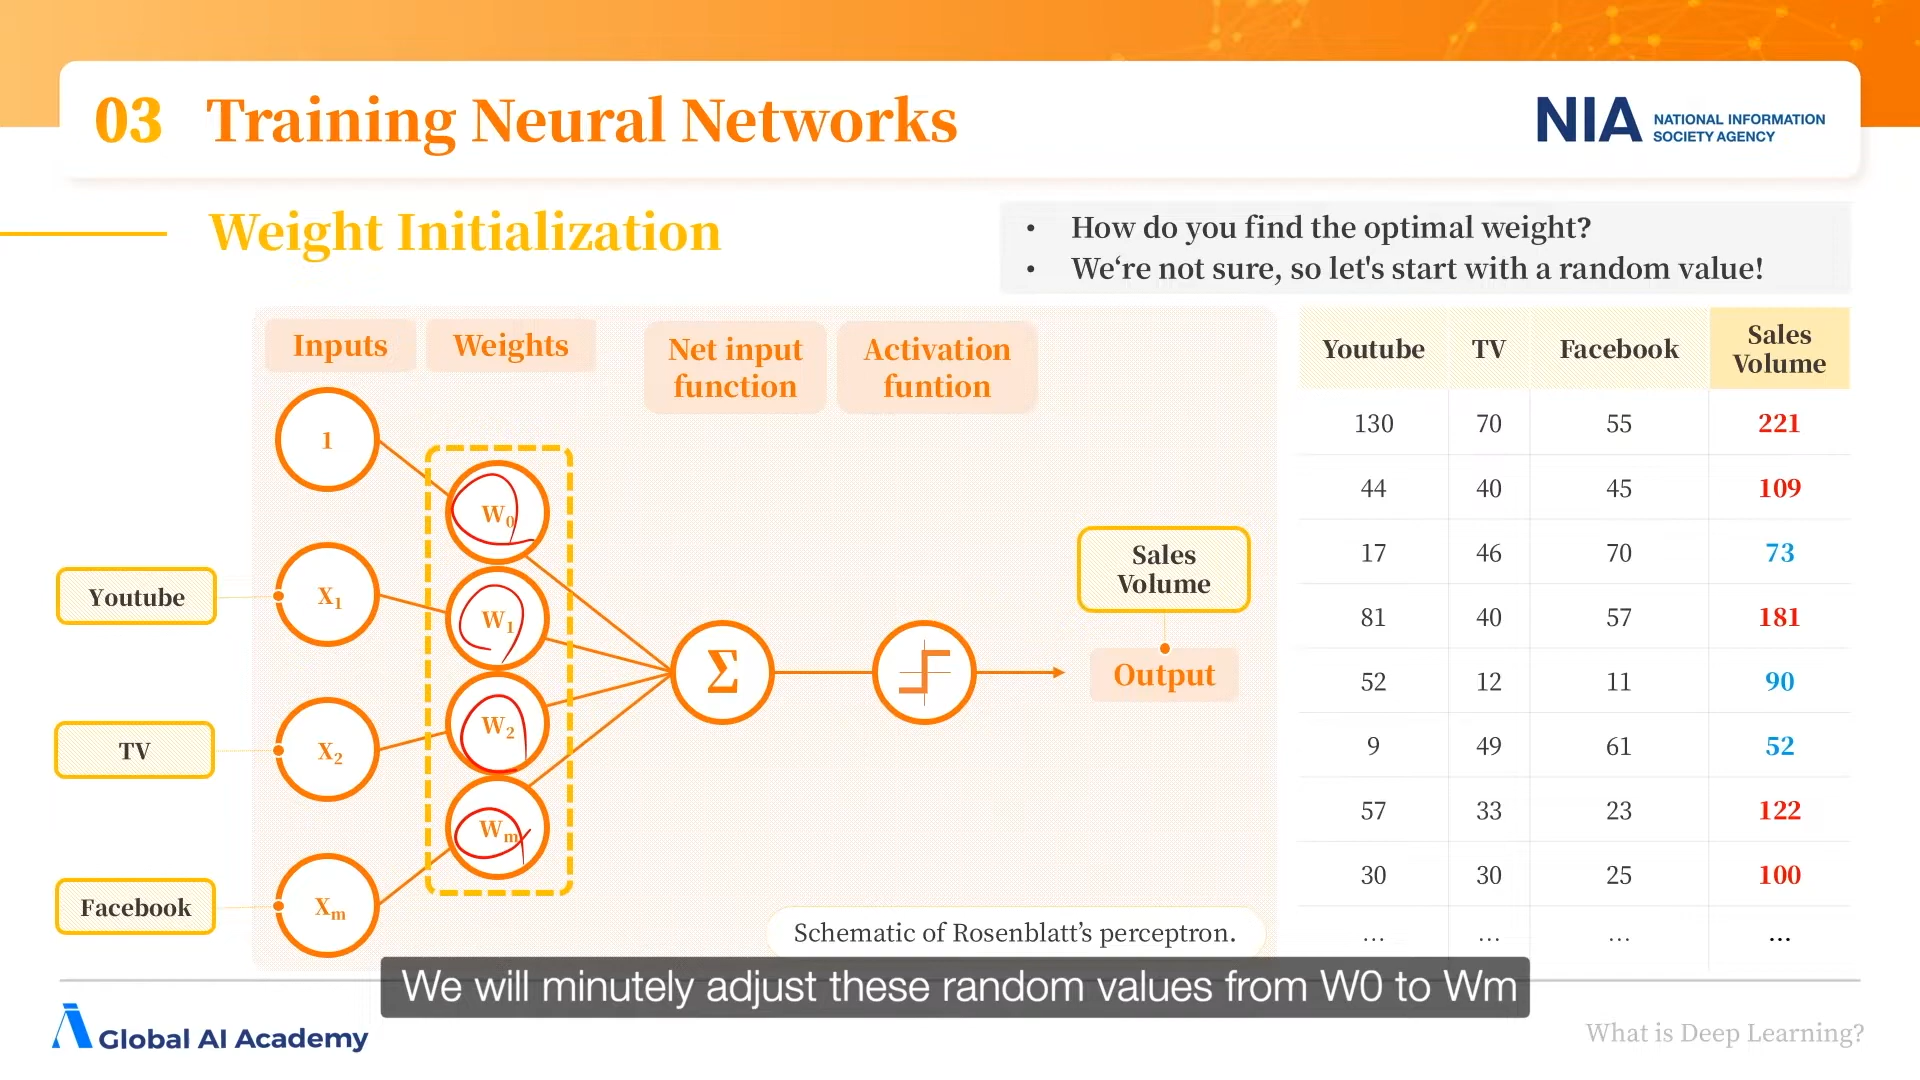 03 Training Neural Networks
NIA NATIONAL INFORMATION
SOCIETY AGENCY
Weight Initialization
• How do you find the optimal weight?
• We‘re not sure, so let's start with a random value!
Inputs
Weights
Net input
function
Activation
funtion
1
W0
X1
W1
X2
W2
Xm
Wm
Youtube
TV
Facebook
Σ
Sales
Volume
Output
Schematic of Rosenblatt’s perceptron.
Youtube TV Facebook Sales Volume
130 70 55 221
44 40 45 109
17 46 70 73
81 40 57 181
52 12 11 90
9 49 61 52
57 33 23 122
30 30 25 100
... ... ... ...
We will minutely adjust these random values from W0 to Wm
Global AI Academy
What is Deep Learning?